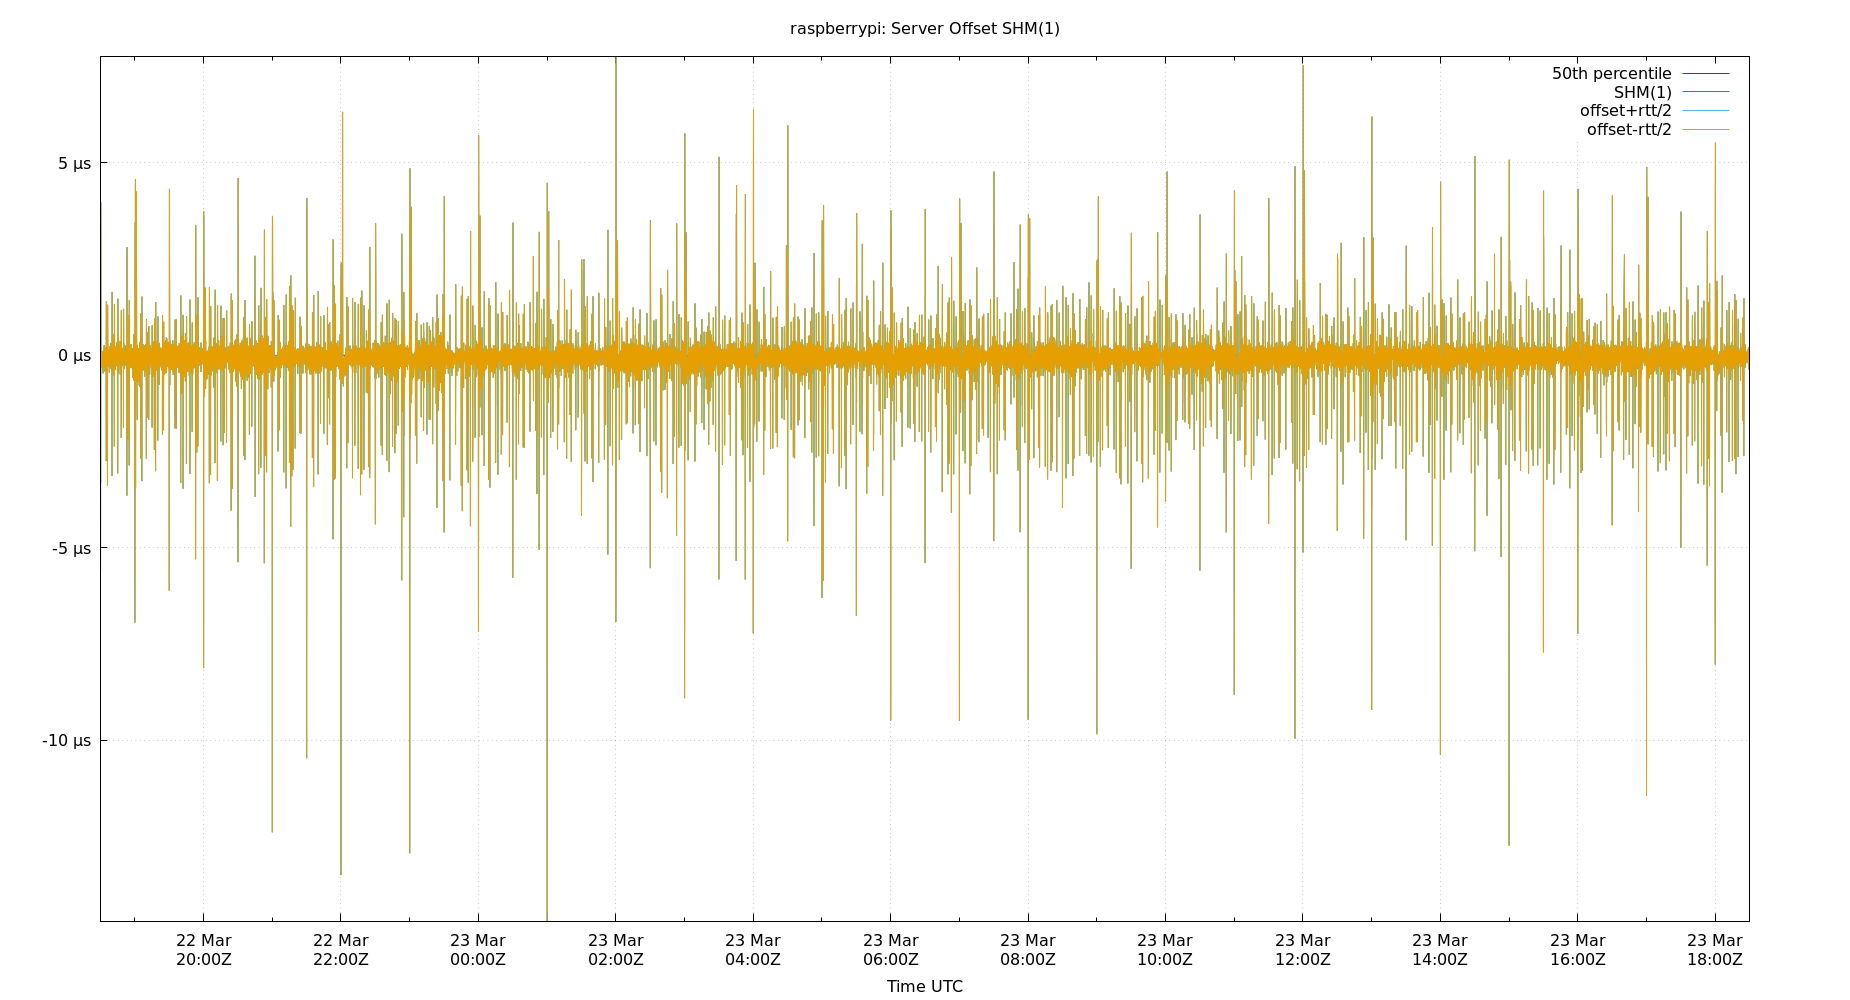 raspberrypi: Server Offset SHM(1)
50th percentile
SHM(1)
offset+rtt/2
offset-rtt/2
5 µs
0 µs
-5 µs
-10 µs
22 Mar 22 Mar 23 Mar 23 Mar 23 Mar 23 Mar 23 Mar 23 Mar 23 Mar 23 Mar 23 Mar 23 Mar
20:00Z 22:00Z 00:00Z 02:00Z 04:00Z 06:00Z 08:00Z 10:00Z 12:00Z 14:00Z 16:00Z 18:00Z
Time UTC